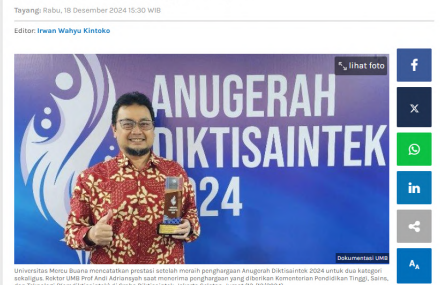 Tayang: Rabu, 18 Desember 2024 15:30 WIB
Editor: Irwan Wahyu Kintoko
lihat foto
ANUGERAH
DIKTISAINTEK
2024
Dokumentasi UMB
Universitas Mercu Buana mencatatkan prestasi setelah meraih penghargaan Anugerah Diktisaintek 2024 untuk dua kategori
sekaligus. Rektor UMB Prof Andi Adriansyah saat menerima penghargaan yang diberikan Kementerian Pendidikan Tinggi, Sains,
f
X
in
AA